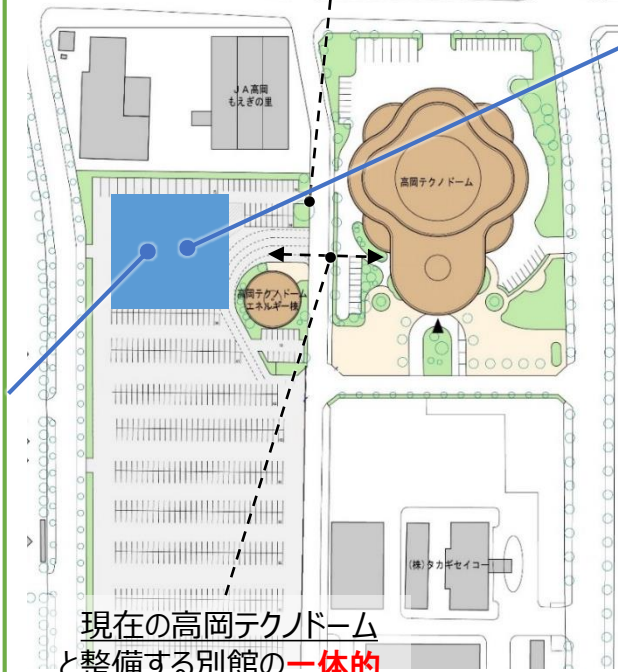 JA高岡
もえぎの里
高岡テクノドーム
高岡テクノドーム
エネルギー棟
(株)タカギセイコー
現在の高岡テクノドーム
と整備する別館の一体的